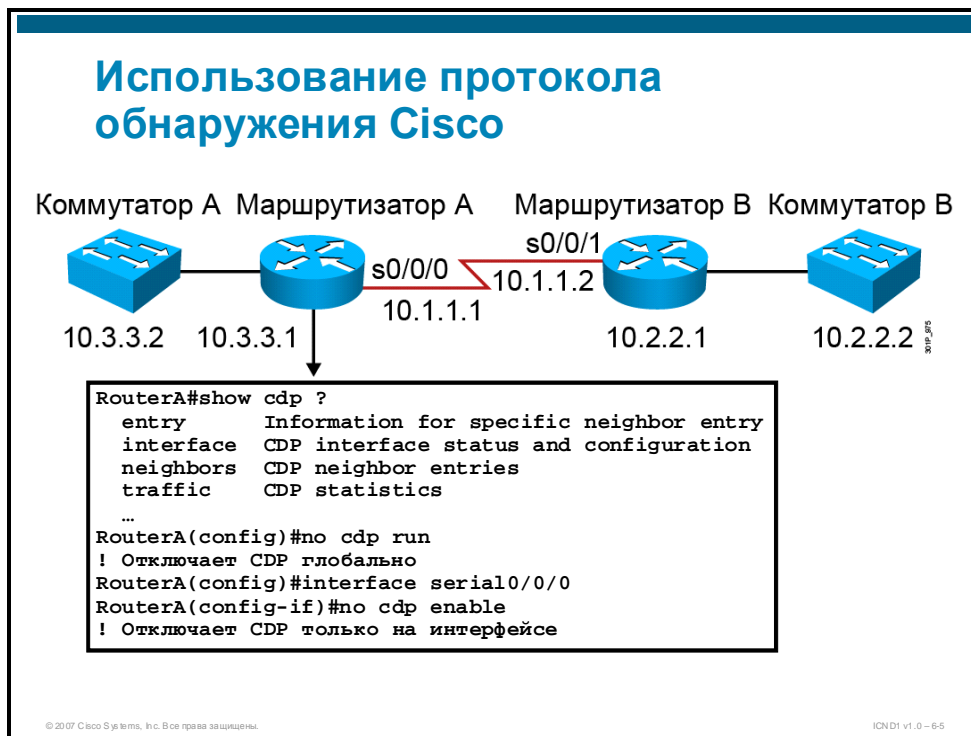 Использование протокола
обнаружения Cisco
Коммутатор A Маршрутизатор A Маршрутизатор B Коммутатор B
s0/0/1
s0/0/0
10.1.1.2
10.1.1.1
10.3.3.2 10.3.3.1 10.2.2.1 10.2.2.2
301P_975
RouterA#show cdp ?
entry Information for specific neighbor entry
interface CDP interface status and configuration
neighbors CDP neighbor entries
traffic CDP statistics
…
RouterA(config)#no cdp run
! Отключает CDP глобально
RouterA(config)#interface serial0/0/0
RouterA(config-if)#no cdp enable
! Отключает CDP только на интерфейсе
© 2007 Cisco Systems, Inc. Все права защищены. ICND1 v1.0 – 6-5